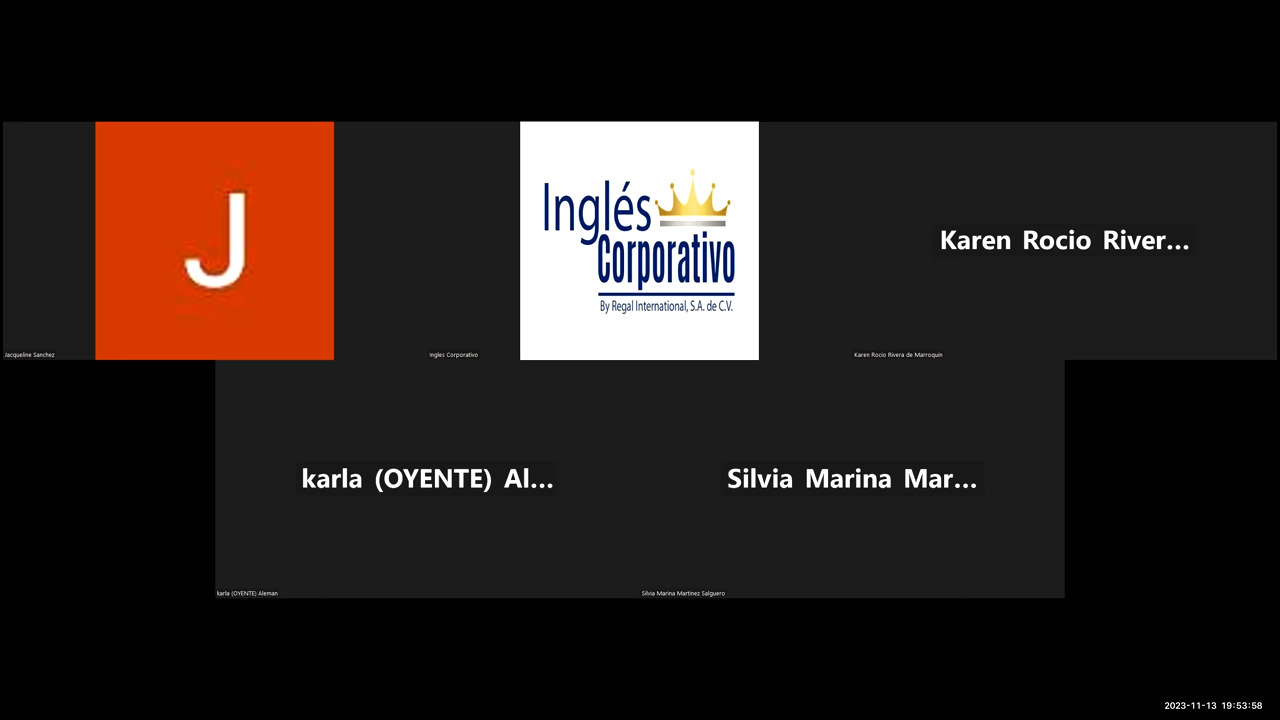 J
Inglés
Corporativo
By Regal International, S.A. de C.V.
Karen Rocio River...
Jacqueline Sanchez
Ingles Corporativo
Karen Rocio Rivera de Marroquin
karla (OYENTE) Al...
Silvia Marina Mar...
karla (OYENTE) Aleman
Silvia Marina Martinez Salguero
2023-11-13 19:53:58